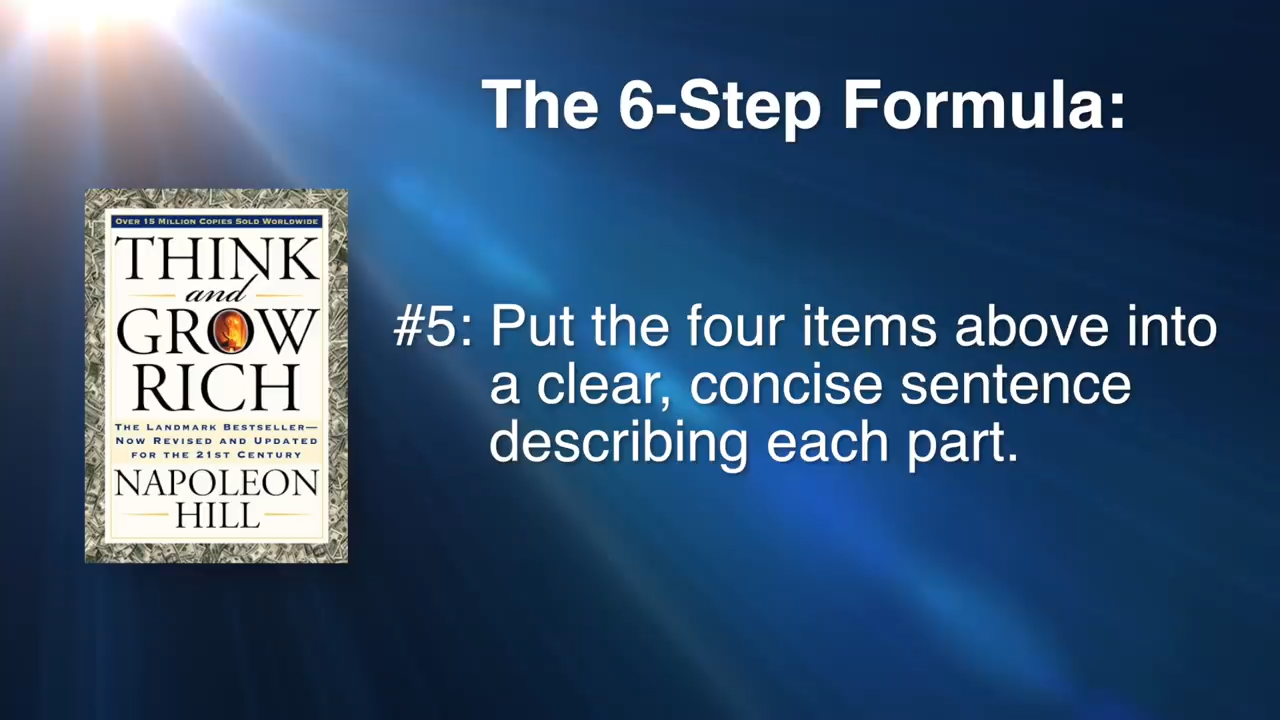 The 6-Step Formula:
OVER 15 MILLION COPIES SOLD WORLDWIDE
THINK
and
GROW
RICH
THE LANDMARK BESTSELLER—
NOW REVISED AND UPDATED
FOR THE 21ST CENTURY
NAPOLEON
HILL
#5: Put the four items above into
a clear, concise sentence
describing each part.